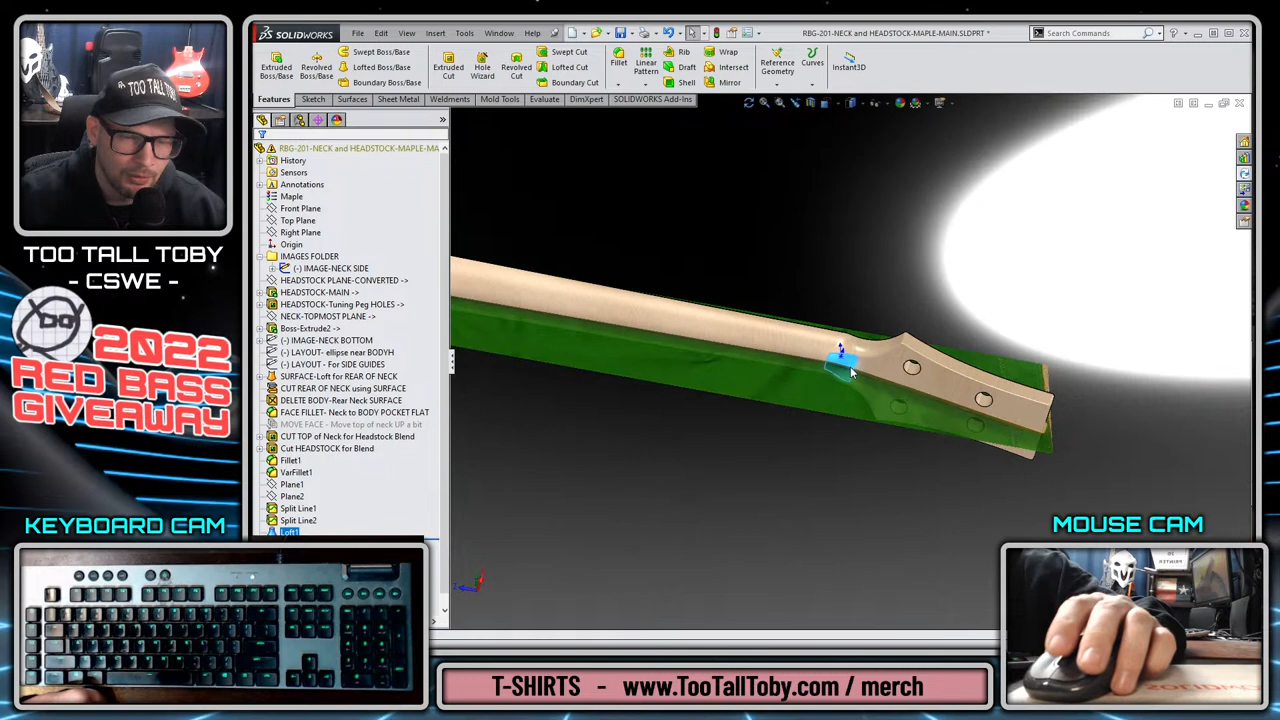 TOO TALL TOBY
TOO TALL TOBY
- CSWE -
2022
RED BASS
GIVEAWAY
KEYBOARD CAM
SOLIDWORKS
File Edit View Insert Tools Window Help
RBG-201-NECK and HEADSTOCK-MAPLE-MAIN.SLDPRT *
Search Commands
Extruded Boss/Base
Revolved Boss/Base
Swept Boss/Base
Lofted Boss/Base
Boundary Boss/Base
Extruded Cut
Hole Wizard
Revolved Cut
Swept Cut
Lofted Cut
Boundary Cut
Fillet
Linear Pattern
Rib
Draft
Shell
Wrap
Intersect
Mirror
Reference Geometry
Curves
Instant3D
Features Sketch Surfaces Sheet Metal Weldments Mold Tools Evaluate DimXpert SOLIDWORKS Add-Ins
RBG-201-NECK and HEADSTOCK-MAPLE-MA
History
Sensors
Annotations
Maple
Front Plane
Top Plane
Right Plane
Origin
IMAGES FOLDER
(-) IMAGE-NECK SIDE
HEADSTOCK PLANE-CONVERTED ->
HEADSTOCK-MAIN ->
HEADSTOCK-Tuning Peg HOLES ->
NECK-TOPMOST PLANE ->
Boss-Extrude2 ->
(-) IMAGE-NECK BOTTOM
(-) LAYOUT- ellipse near BODYH
(-) LAYOUT - For SIDE GUIDES
SURFACE-Loft for REAR OF NECK
CUT REAR OF NECK using SURFACE
DELETE BODY-Rear Neck SURFACE
FACE FILLET- Neck to BODY POCKET FLAT
MOVE FACE - Move top of neck UP a bit
CUT TOP of Neck for Headstock Blend
Cut HEADSTOCK for Blend
Fillet1
VarFillet1
Plane1
Plane2
Split Line1
Split Line2
Loft1
MOUSE CAM
T-SHIRTS - www.TooTallToby.com / merch